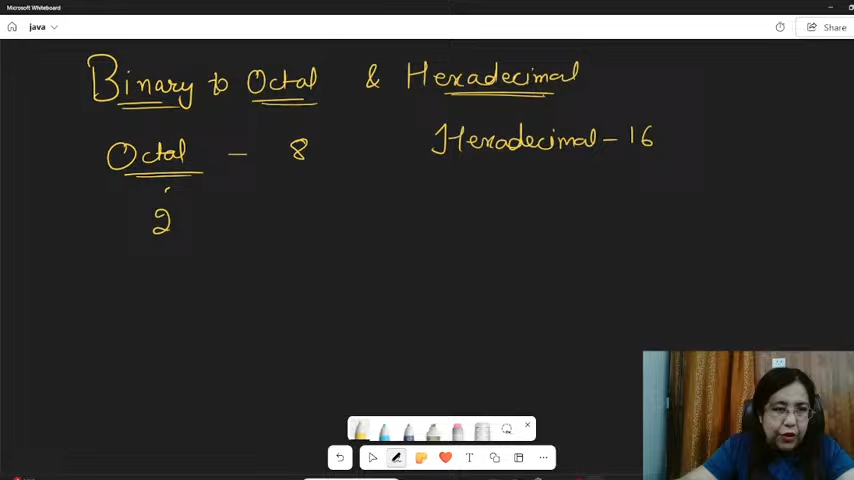 Microsoft Whiteboard
java
Share
Binary to Octal & Hexadecimal
Octal - 8
Hexadecimal - 16
2